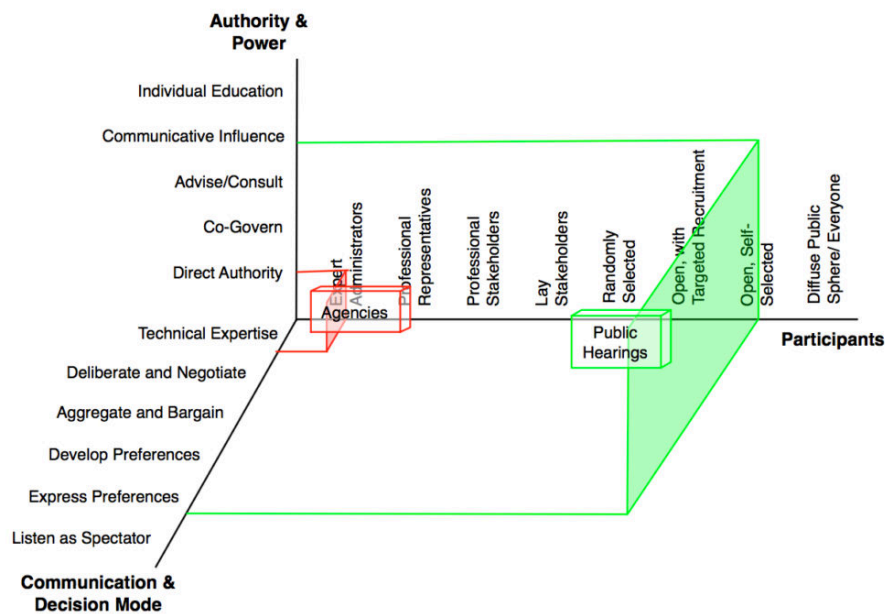 Authority &
Power
Individual Education
Communicative Influence
Advise/Consult
Co-Govern
Direct Authority
Expert
Administrators
Professional
Representatives
Professional
Stakeholders
Lay
Stakeholders
Randomly
Selected
Open, with
Targeted Recruitment
Open, Self-
Selected
Diffuse Public
Sphere/ Everyone
Agencies
Public
Hearings
Participants
Technical Expertise
Deliberate and Negotiate
Aggregate and Bargain
Develop Preferences
Express Preferences
Listen as Spectator
Communication &
Decision Mode